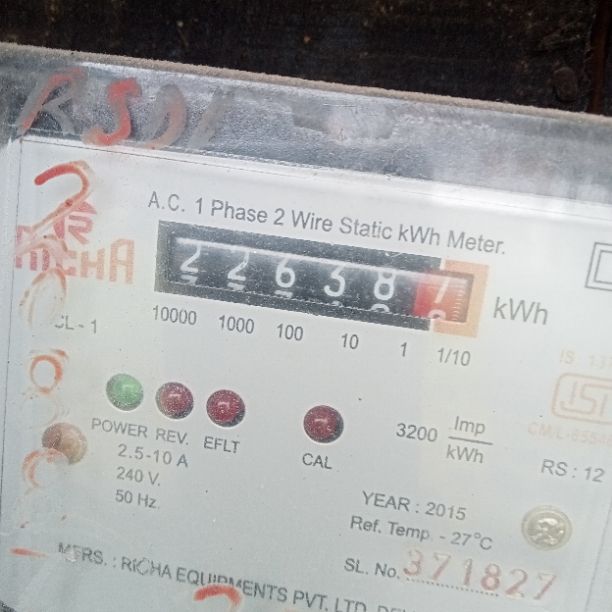 RSD
A.C. 1 Phase 2 Wire Static kWh Meter.
RICHA
226387 kWh
CL - 1
10000 1000 100 10 1 1/10
POWER REV. EFLT CAL
3200 Imp
kWh
2.5-10 A
240 V.
50 Hz.
RS : 12
YEAR : 2015
Ref. Temp. - 27°C
SL. No. 371827
MFRS. : RICHA EQUIPMENTS PVT. LTD.